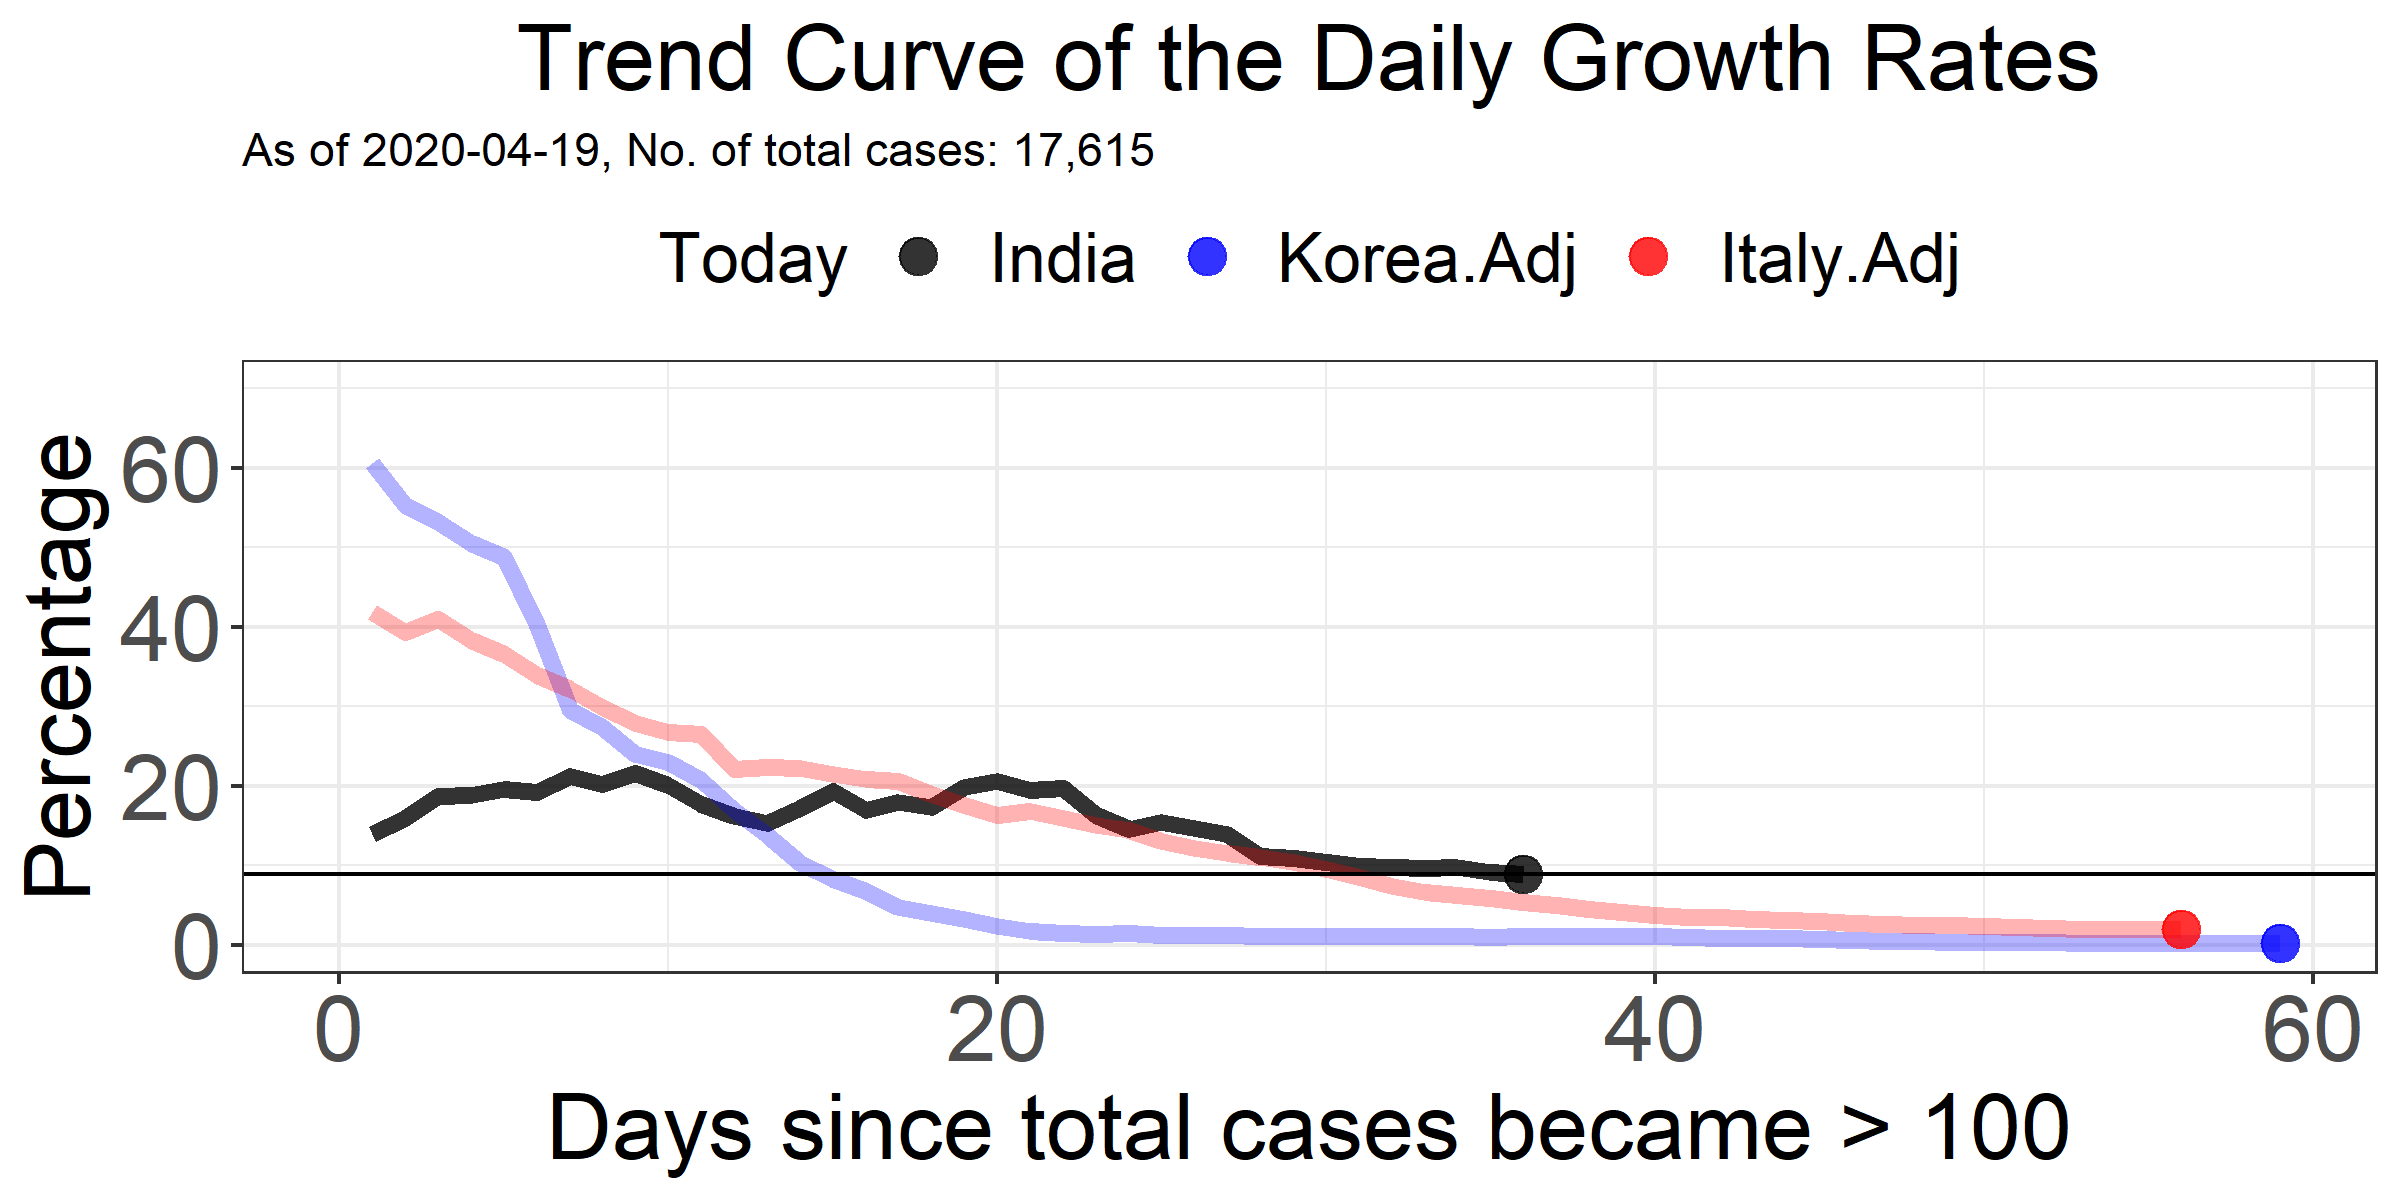 Trend Curve of the Daily Growth Rates
As of 2020-04-19, No. of total cases: 17,615
Today India Korea.Adj Italy.Adj
Percentage
60
40
20
0
0 20 40 60
Days since total cases became > 100